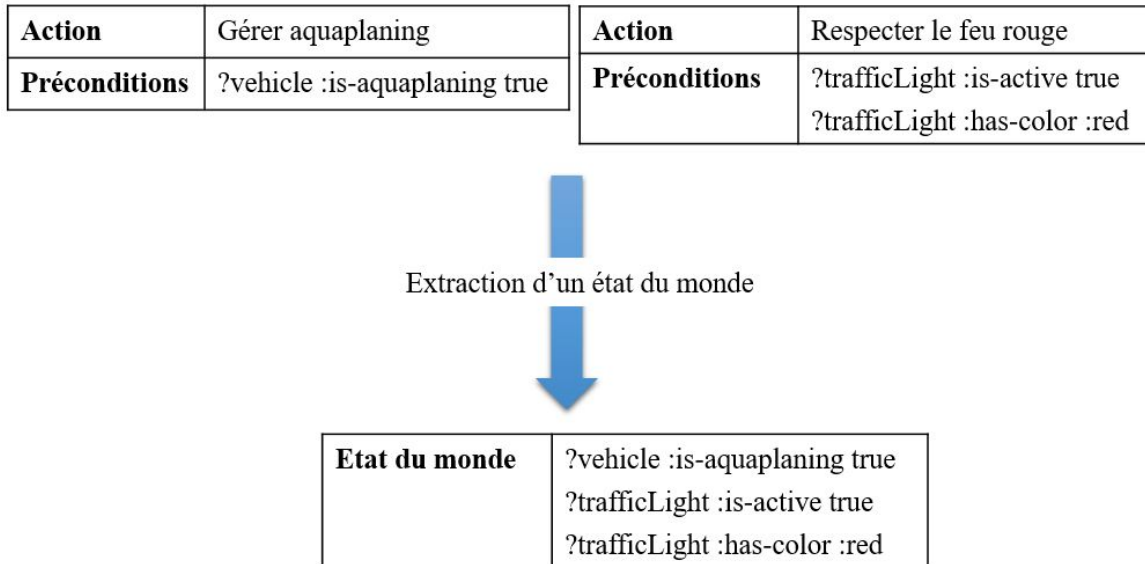 Action Gérer aquaplaning
Préconditions ?vehicle :is-aquaplaning true
Action Respecter le feu rouge
Préconditions ?trafficLight :is-active true
?trafficLight :has-color :red
Extraction d’un état du monde
Etat du monde ?vehicle :is-aquaplaning true
?trafficLight :is-active true
?trafficLight :has-color :red